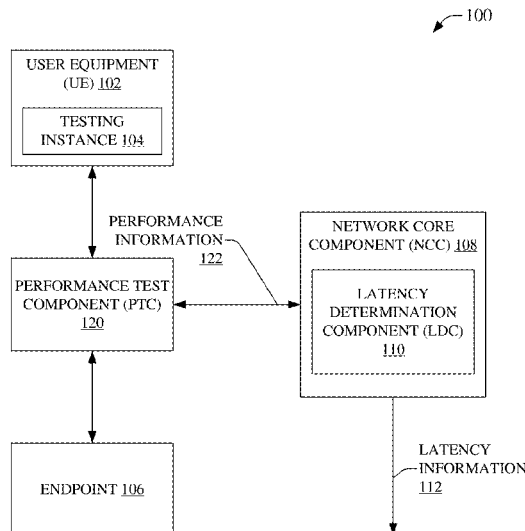 100
USER EQUIPMENT
(UE) 102
TESTING
INSTANCE 104
PERFORMANCE
INFORMATION
122
NETWORK CORE
COMPONENT (NCC) 108
LATENCY
DETERMINATION
COMPONENT (LDC)
110
PERFORMANCE TEST
COMPONENT (PTC)
120
ENDPOINT 106
LATENCY
INFORMATION
112